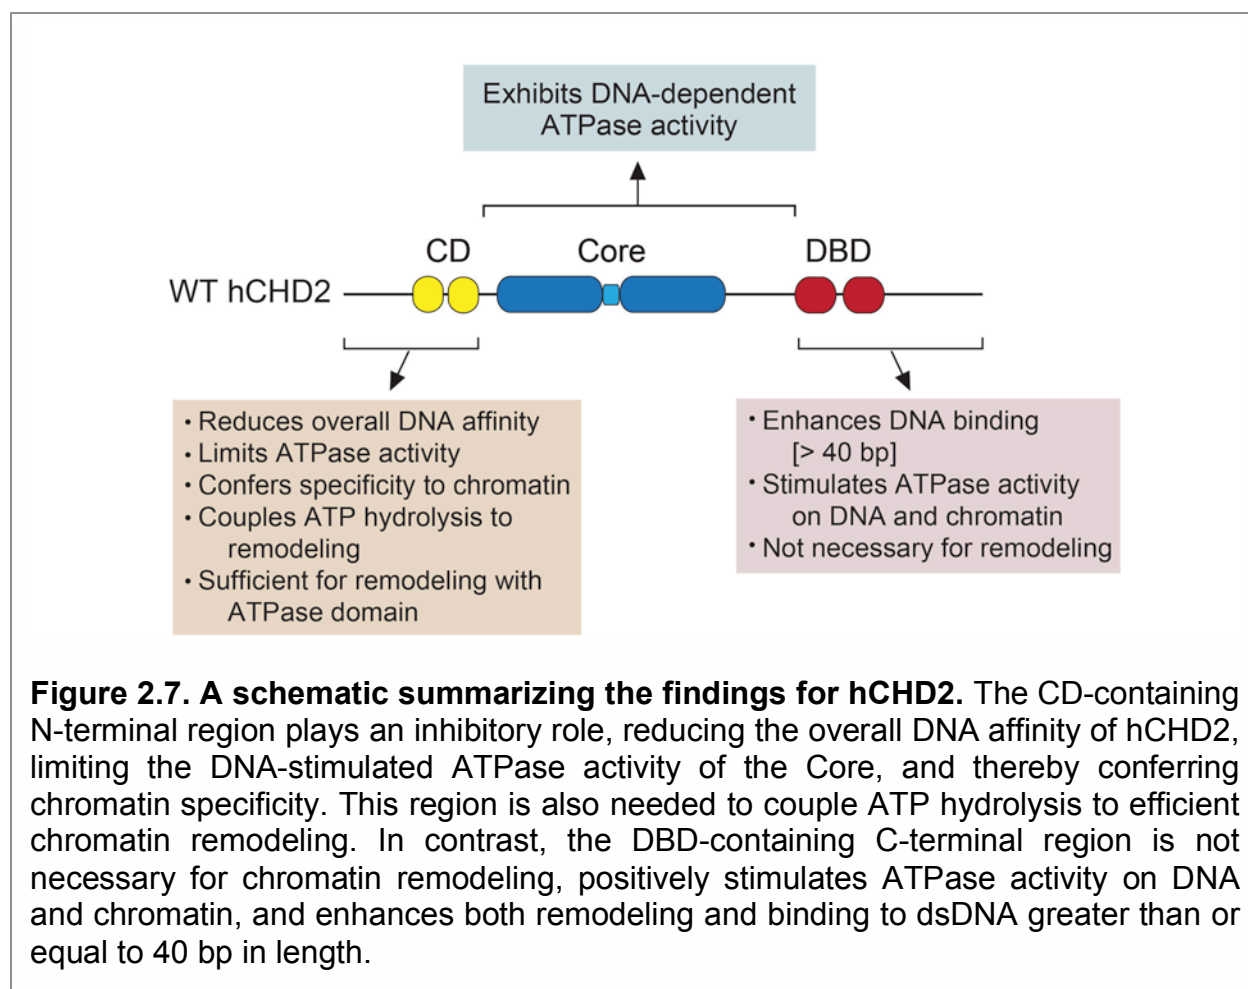 Exhibits DNA-dependent
ATPase activity
CD
Core
DBD
WT hCHD2
• Reduces overall DNA affinity
• Limits ATPase activity
• Confers specificity to chromatin
• Couples ATP hydrolysis to
remodeling
• Sufficient for remodeling with
ATPase domain
• Enhances DNA binding
[> 40 bp]
• Stimulates ATPase activity
on DNA and chromatin
• Not necessary for remodeling
Figure 2.7. A schematic summarizing the findings for hCHD2. The CD-containing
N-terminal region plays an inhibitory role, reducing the overall DNA affinity of hCHD2,
limiting the DNA-stimulated ATPase activity of the Core, and thereby conferring
chromatin specificity. This region is also needed to couple ATP hydrolysis to efficient
chromatin remodeling. In contrast, the DBD-containing C-terminal region is not
necessary for chromatin remodeling, positively stimulates ATPase activity on DNA
and chromatin, and enhances both remodeling and binding to dsDNA greater than or
equal to 40 bp in length.